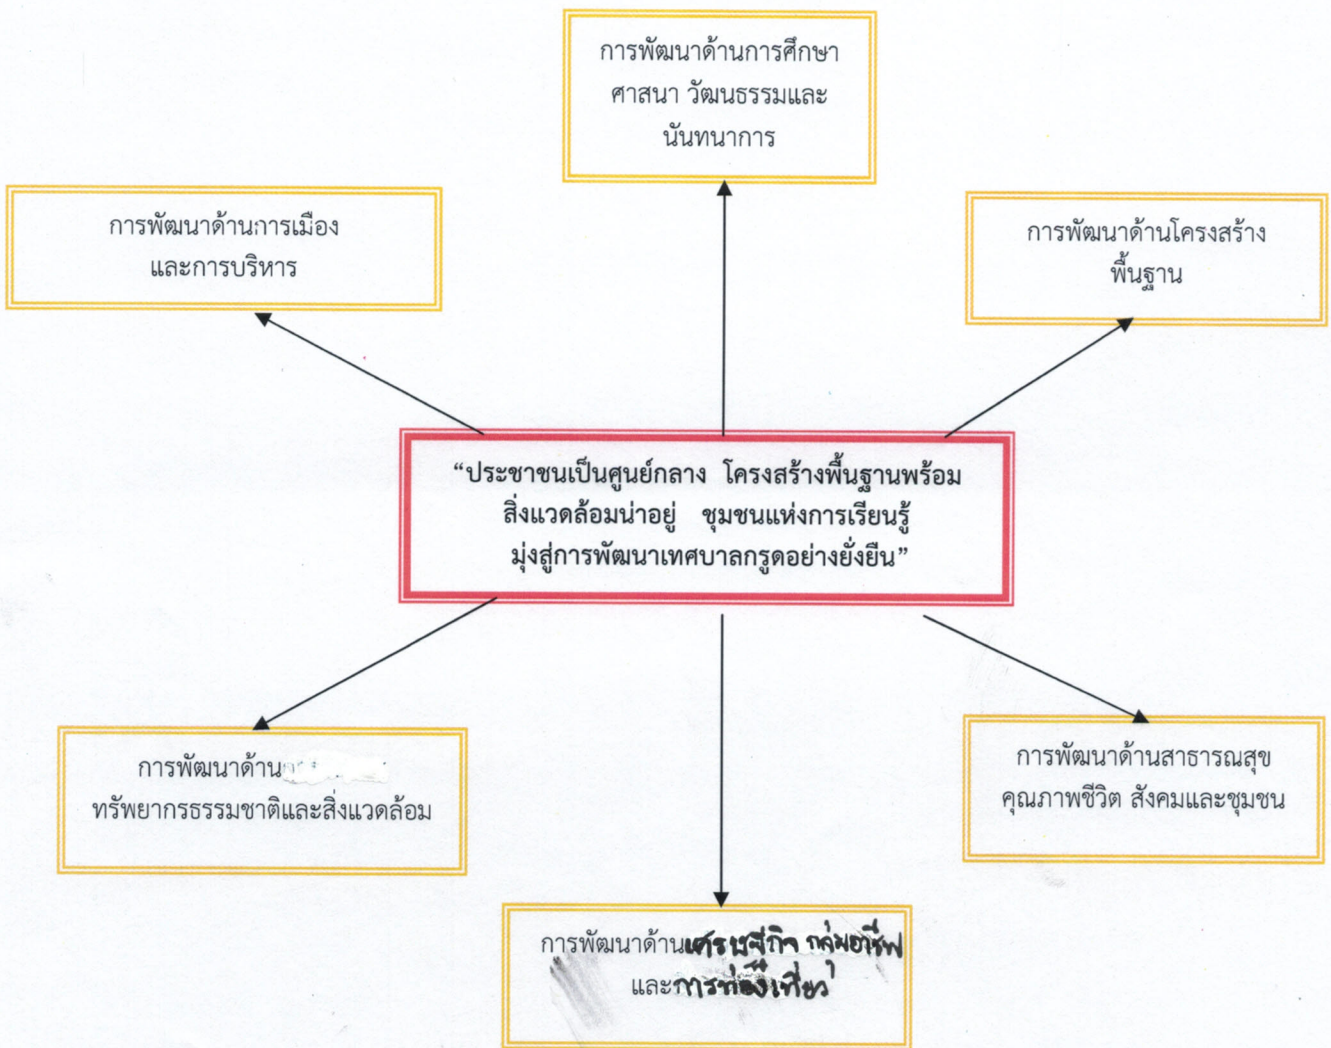 การพัฒนาด้านการศึกษา
ศาสนา วัฒนธรรมและ
นันทนาการ
การพัฒนาด้านการเมือง
และการบริหาร
การพัฒนาด้านโครงสร้าง
พื้นฐาน
“ประชาชนเป็นศูนย์กลาง โครงสร้างพื้นฐานพร้อม
สิ่งแวดล้อมน่าอยู่ ชุมชนแห่งการเรียนรู้
มุ่งสู่การพัฒนาเทศบาลกรูดอย่างยั่งยืน”
การพัฒนาด้าน
ทรัพยากรธรรมชาติและสิ่งแวดล้อม
การพัฒนาด้านสาธารณสุข
คุณภาพชีวิต สังคมและชุมชน
การพัฒนาด้านเศรษฐกิจ กลุ่มอาชีพ
และการท่องเที่ยว